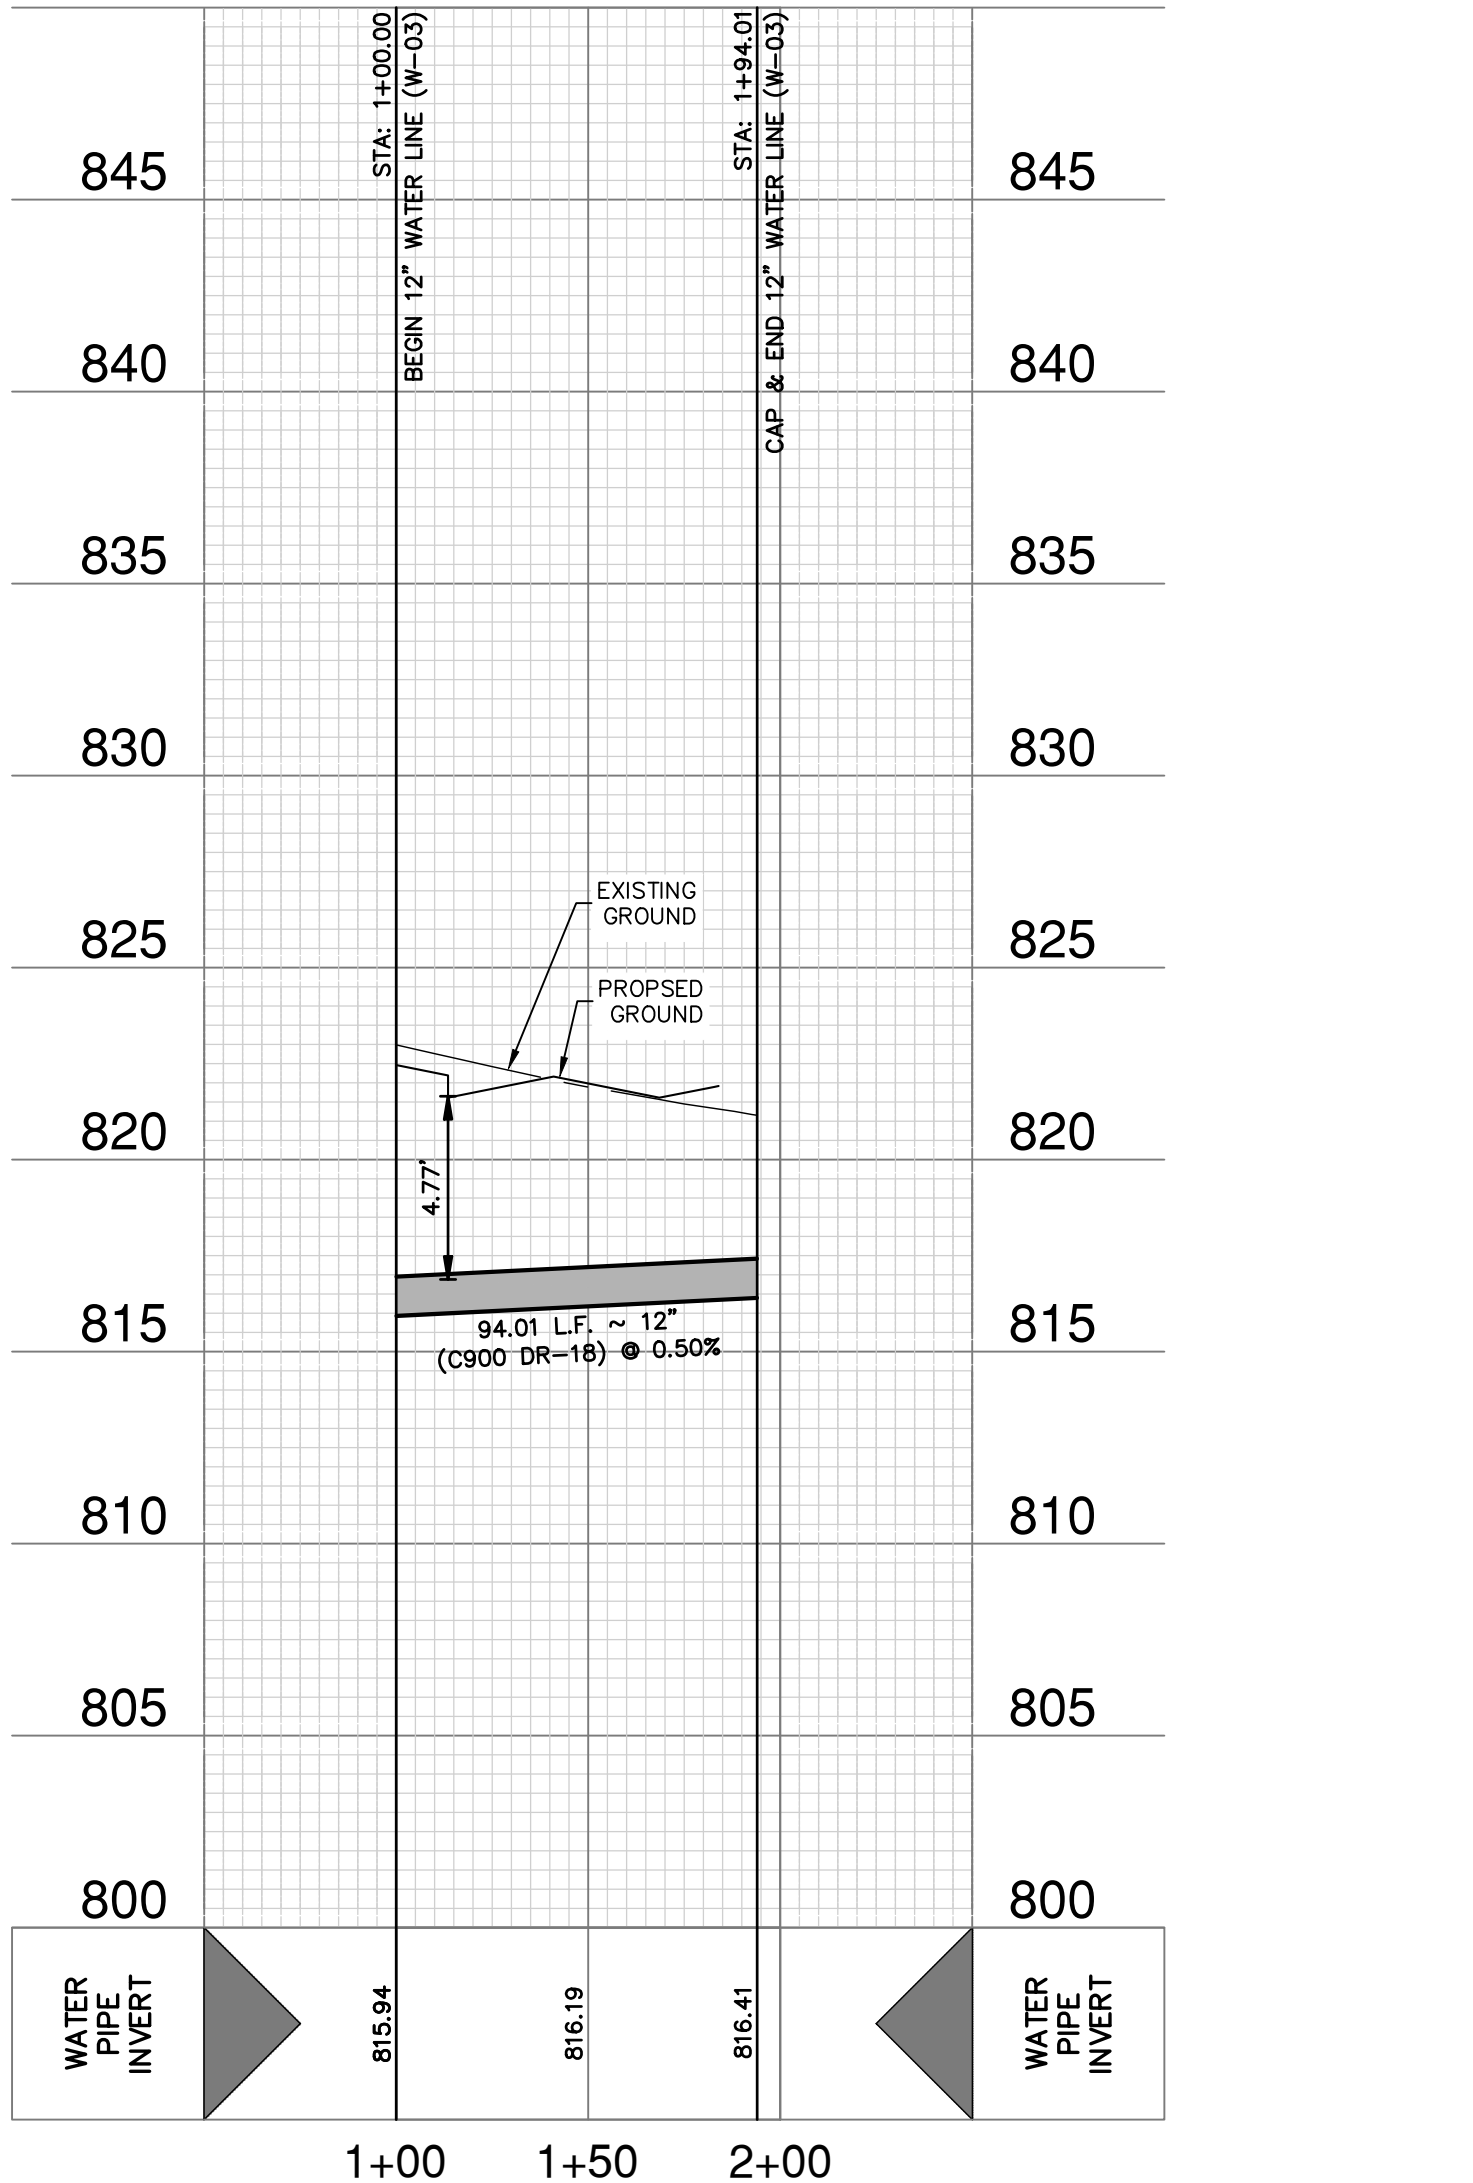 STA: 1+00.00
BEGIN 12" WATER LINE (W-03)
STA: 1+94.01
CAP & END 12" WATER LINE (W-03)
845 845
840 840
835 835
830 830
825 825
820 820
815 815
810 810
805 805
800 800
EXISTING
GROUND
PROPSED
GROUND
4.77'
94.01 L.F. ~ 12"
(C900 DR-18) @ 0.50%
WATER
PIPE
INVERT
815.94
816.19
816.41
WATER
PIPE
INVERT
1+00 1+50 2+00